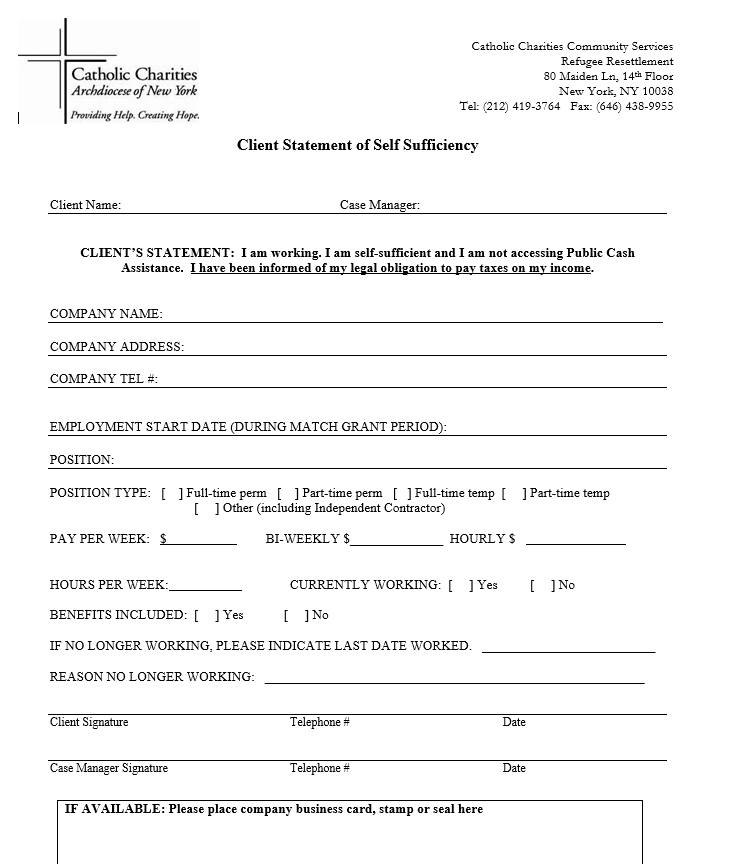 Catholic Charities
Archdiocese of New York
Providing Help. Creating Hope.
Catholic Charities Community Services
Refugee Resettlement
80 Maiden Ln, 14th Floor
New York, NY 10038
Tel: (212) 419-3764 Fax: (646) 438-9955
Client Statement of Self Sufficiency
Client Name: Case Manager:
CLIENT'S STATEMENT: I am working. I am self-sufficient and I am not accessing Public Cash
Assistance. I have been informed of my legal obligation to pay taxes on my income.
COMPANY NAME:
COMPANY ADDRESS:
COMPANY TEL #:
EMPLOYMENT START DATE (DURING MATCH GRANT PERIOD):
POSITION:
POSITION TYPE: [ ] Full-time perm [ ] Part-time perm [ ] Full-time temp [ ] Part-time temp
[ ] Other (including Independent Contractor)
PAY PER WEEK: $__________ BI-WEEKLY $______________ HOURLY $ _______________
HOURS PER WEEK:___________ CURRENTLY WORKING: [ ] Yes [ ] No
BENEFITS INCLUDED: [ ] Yes [ ] No
IF NO LONGER WORKING, PLEASE INDICATE LAST DATE WORKED. __________________________
REASON NO LONGER WORKING: __________________________________________________________
Client Signature Telephone # Date
Case Manager Signature Telephone # Date
IF AVAILABLE: Please place company business card, stamp or seal here